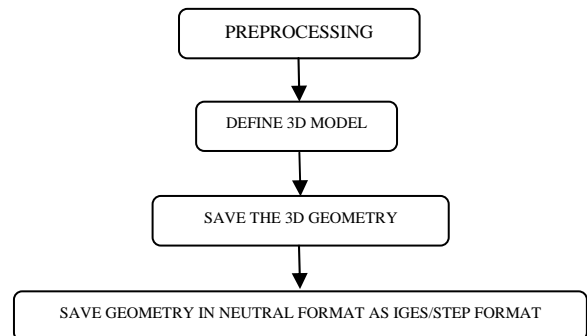 PREPROCESSING
DEFINE 3D MODEL
SAVE THE 3D GEOMETRY
SAVE GEOMETRY IN NEUTRAL FORMAT AS IGES/STEP FORMAT